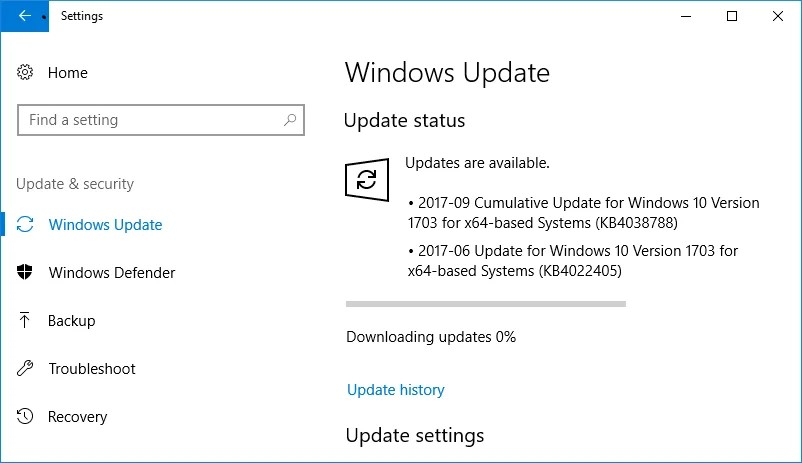 Settings
Home
Find a setting
Update & security
Windows Update
Windows Defender
Backup
Troubleshoot
Recovery
Windows Update
Update status
Updates are available.
• 2017-09 Cumulative Update for Windows 10 Version
1703 for x64-based Systems (KB4038788)
• 2017-06 Update for Windows 10 Version 1703 for
x64-based Systems (KB4022405)
Downloading updates 0%
Update history
Update settings